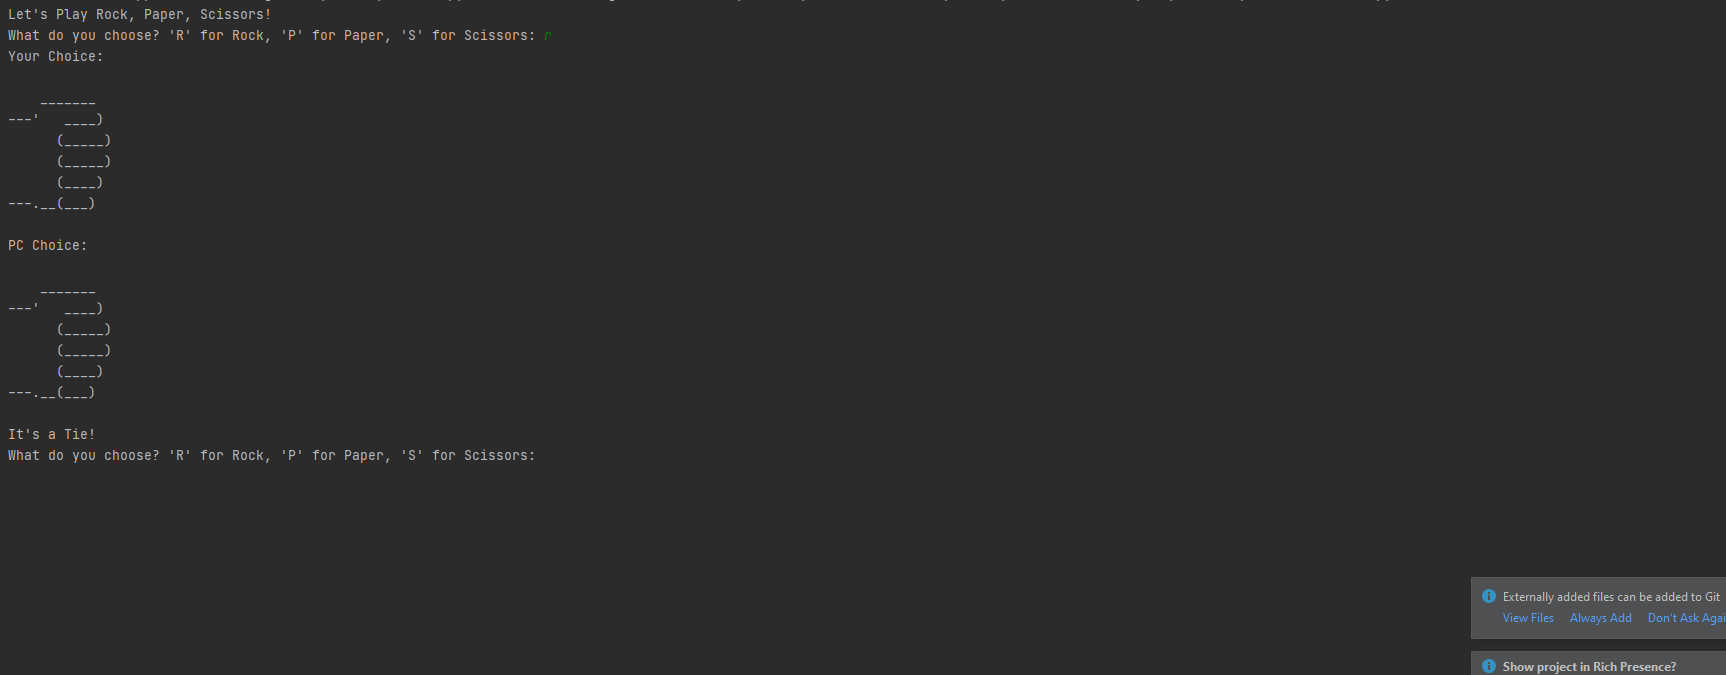 Let's Play Rock, Paper, Scissors!
What do you choose? 'R' for Rock, 'P' for Paper, 'S' for Scissors: r
Your Choice:
    _______
---'   ____)
      (_____)
      (_____)
      (____)
---.__(___)
PC Choice:
    _______
---'   ____)
      (_____)
      (_____)
      (____)
---.__(___)
It's a Tie!
What do you choose? 'R' for Rock, 'P' for Paper, 'S' for Scissors:
Externally added files can be added to Git
View Files Always Add Don't Ask Agai
Show project in Rich Presence?